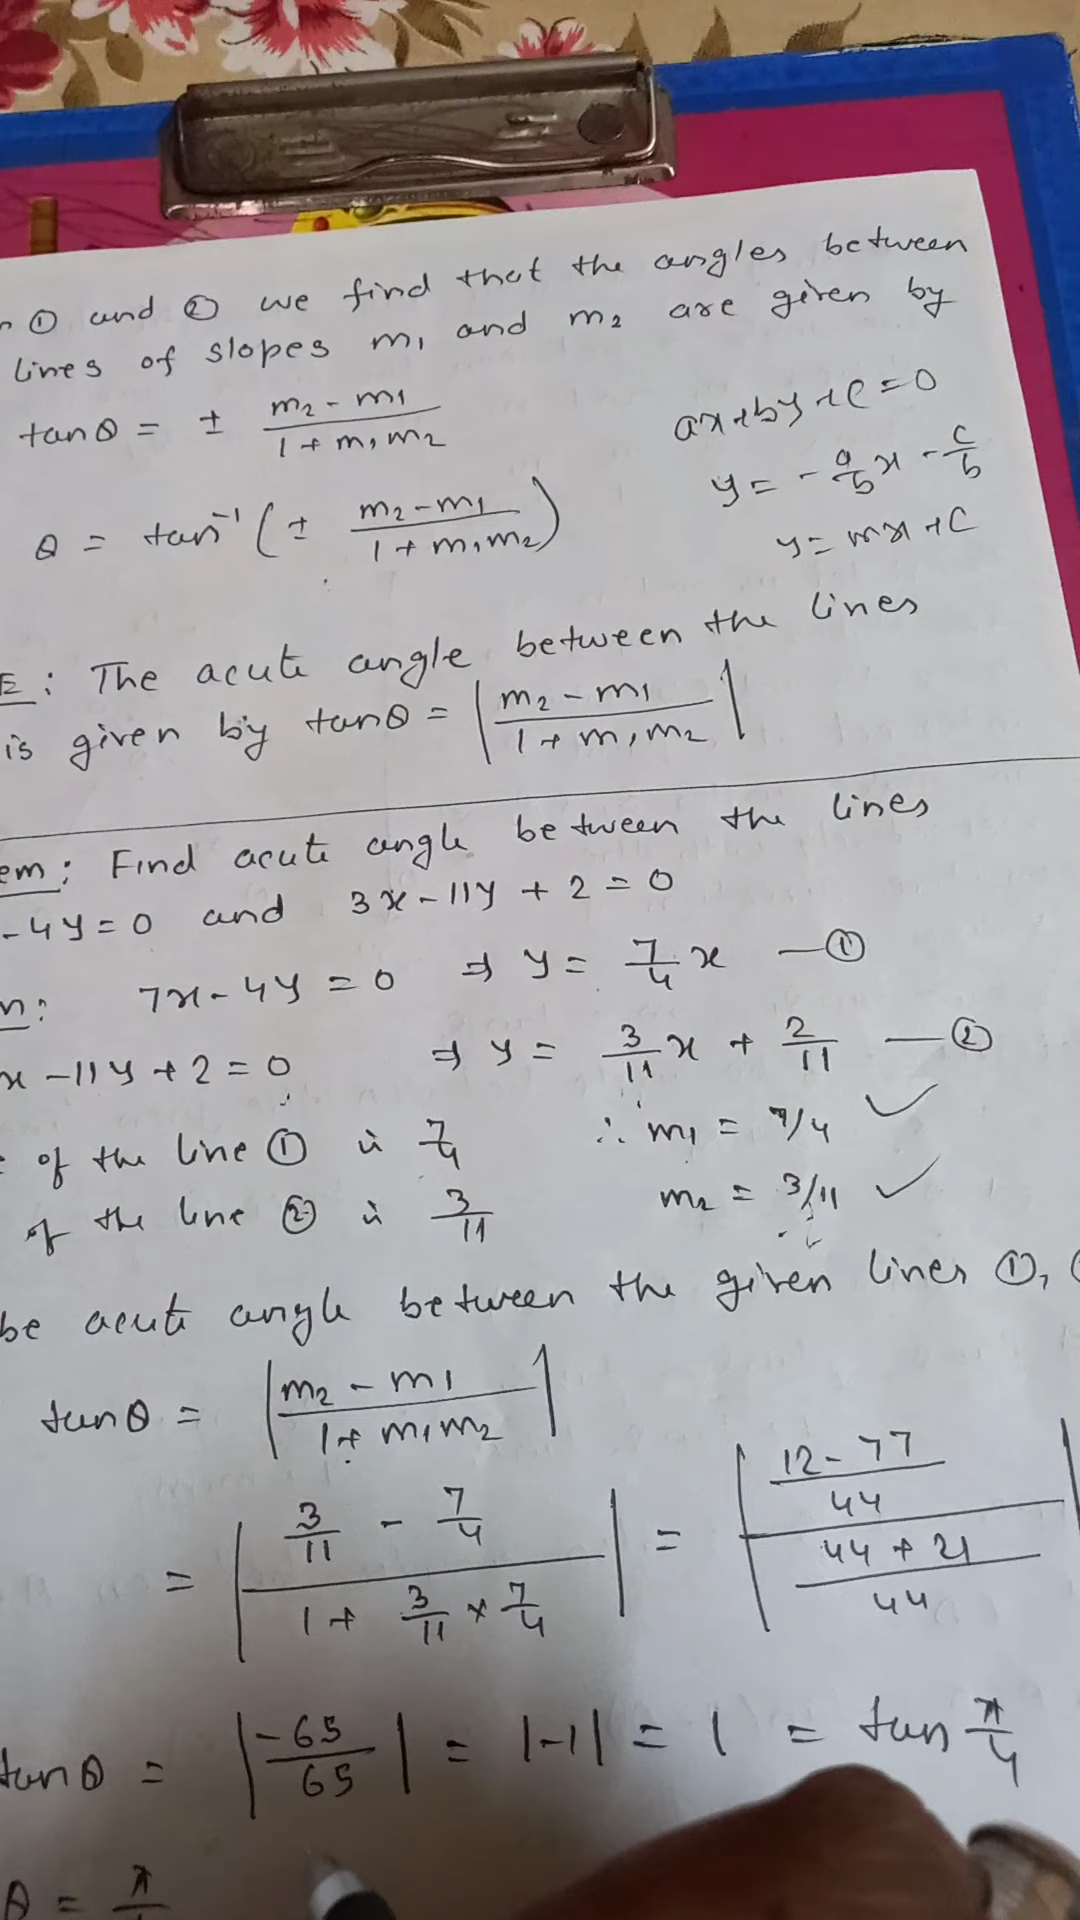 ① and ② we find that the angles between
lines of slopes m₁ and m₂ are given by
tanθ = ± (m₂ - m₁)/(1 + m₁m₂)
ax + by + c = 0
y = -a/b x - c/b
θ = tan⁻¹(± (m₂ - m₁)/(1 + m₁m₂))
y = mx + C
E: The acute angle between the lines
is given by tanθ = |(m₂ - m₁)/(1 + m₁m₂)|
em: Find acute angle between the lines
- 4y = 0 and 3x - 11y + 2 = 0
n: 7x - 4y = 0 ⇒ y = 7/4 x — ①
x - 11y + 2 = 0 ⇒ y = 3/11 x + 2/11 — ②
of the line ① is 7/4 ∴ m₁ = 7/4 ✓
of the line ② is 3/11 m₂ = 3/11 ✓
be acute angle between the given lines ①,
tanθ = |(m₂ - m₁)/(1 + m₁m₂)|
= |(3/11 - 7/4)/(1 + 3/11 × 7/4)| = |((12 - 77)/44)/((44 + 21)/44)|
tanθ = |-65/65| = |-1| = 1 = tan π/4
θ = π